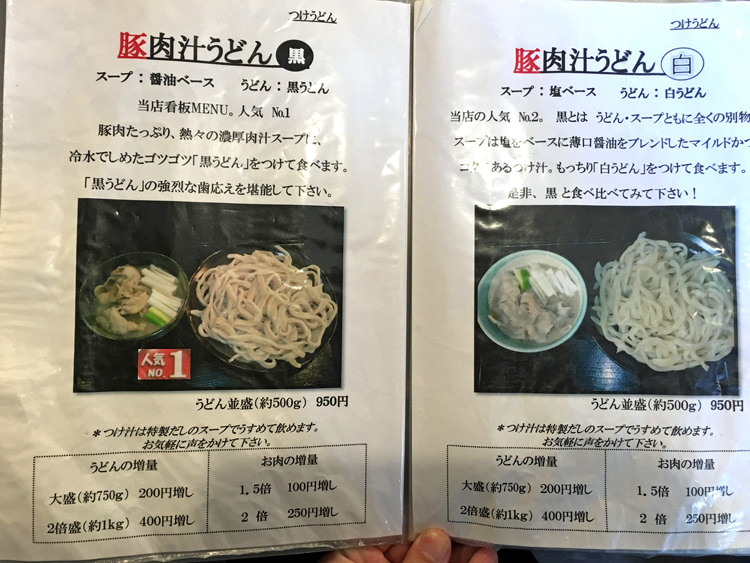 つけうどん
豚肉汁うどん 黒
スープ：醤油ベース　うどん：黒うどん
当店看板MENU。人気 №1
豚肉たっぷり、熱々の濃厚肉汁スープに、
冷水でしめたゴツゴツ「黒うどん」をつけて食べます。
「黒うどん」の強烈な歯応えを堪能して下さい。
人気
NO. 1
うどん並盛(約500g) 950円
＊つけ汁は特製だしのスープでうすめて飲めます。
お気軽に声をかけて下さい。
うどんの増量
大盛(約750g) 200円増し
2倍盛(約1kg) 400円増し
お肉の増量
1.5倍 100円増し
2 倍 250円増し
つけうどん
豚肉汁うどん 白
スープ：塩ベース　うどん：白うどん
当店の人気 №2。 黒とは うどん・スープともに全くの別物
スープは塩をベースに薄口醤油をブレンドしたマイルドかつ
あるつけ汁。もっちり「白うどん」をつけて食べます。
是非、黒 と食べ比べてみて下さい！
うどん並盛(約500g) 950円
＊つけ汁は特製だしのスープでうすめて飲めます。
お気軽に声をかけて下さい。
うどんの増量
大盛(約750g) 200円増し
2倍盛(約1kg) 400円増し
お肉の増量
1.5倍 100円増し
2 倍 250円増し